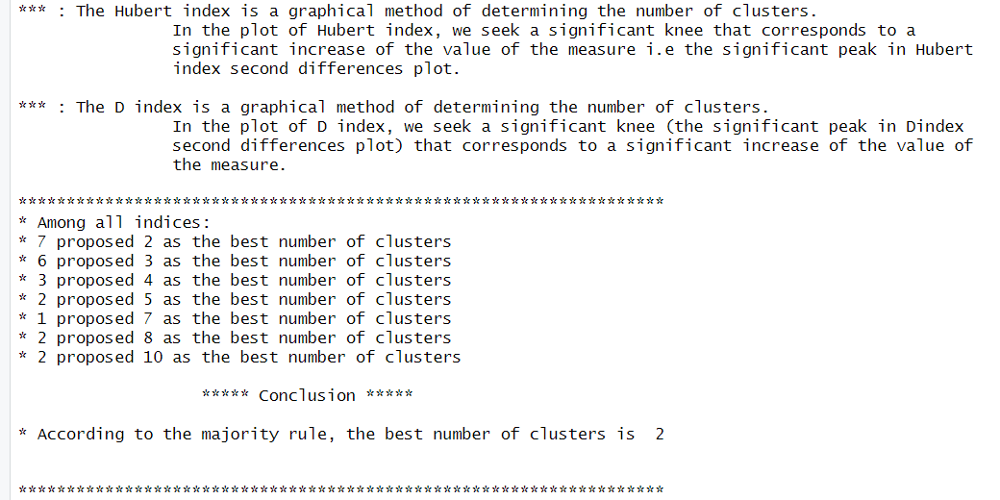 *** : The Hubert index is a graphical method of determining the number of clusters.
In the plot of Hubert index, we seek a significant knee that corresponds to a
significant increase of the value of the measure i.e the significant peak in Hubert
index second differences plot.
*** : The D index is a graphical method of determining the number of clusters.
In the plot of D index, we seek a significant knee (the significant peak in Dindex
second differences plot) that corresponds to a significant increase of the value of
the measure.
*******************************************************************
* Among all indices:
* 7 proposed 2 as the best number of clusters
* 6 proposed 3 as the best number of clusters
* 3 proposed 4 as the best number of clusters
* 2 proposed 5 as the best number of clusters
* 1 proposed 7 as the best number of clusters
* 2 proposed 8 as the best number of clusters
* 2 proposed 10 as the best number of clusters
***** Conclusion *****
* According to the majority rule, the best number of clusters is  2
*******************************************************************